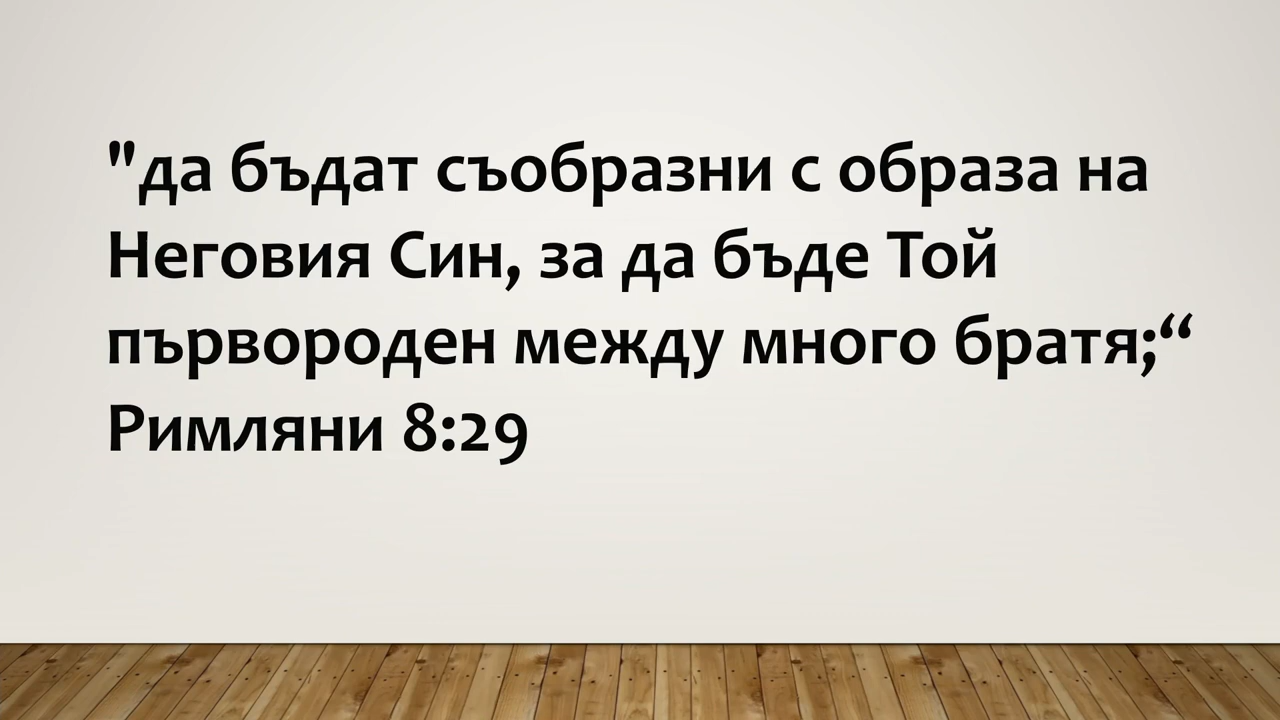 "да бъдат съобразни с образа на
Неговия Син, за да бъде Той
първороден между много братя;“
Римляни 8:29